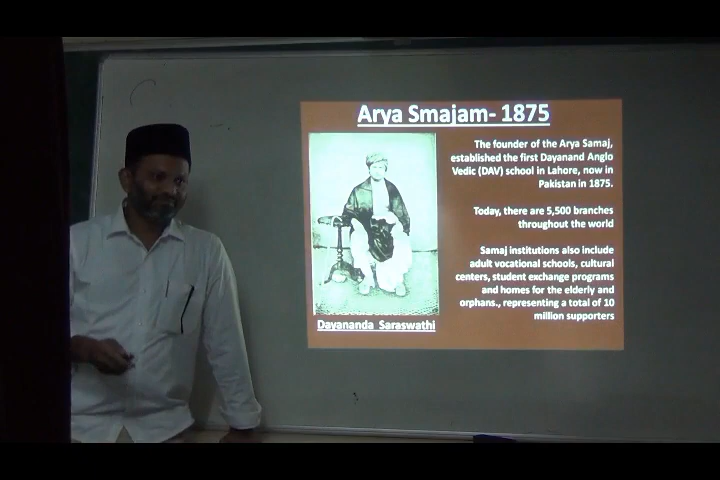 Arya Smajam- 1875
The founder of the Arya Samaj,
established the first Dayanand Anglo
Vedic (DAV) school in Lahore, now in
Pakistan in 1875.
Today, there are 5,500 branches
throughout the world
Samaj institutions also include
adult vocational schools, cultural
centers, student exchange programs
and homes for the elderly and
orphans., representing a total of 10
million supporters
Dayananda Saraswathi